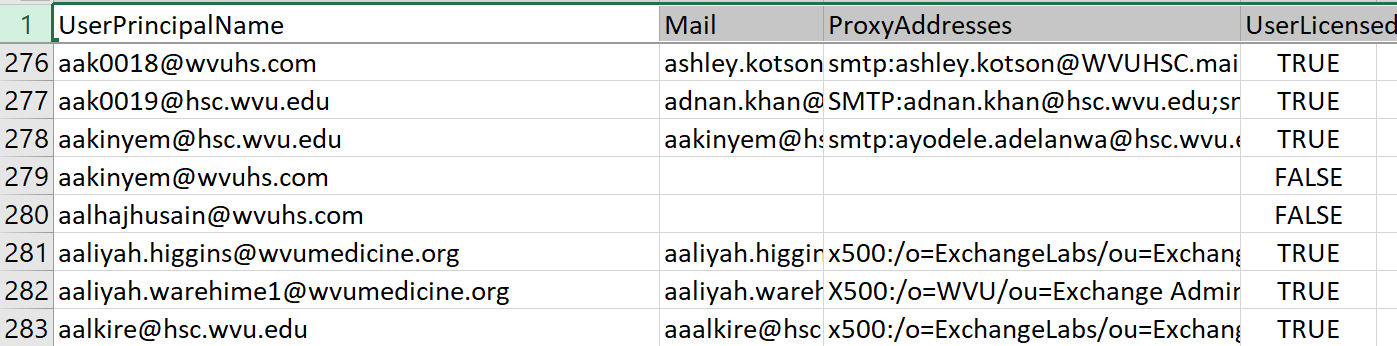 1 UserPrincipalName Mail ProxyAddresses UserLicensed
276 aak0018@wvuhs.com ashley.kotson smtp:ashley.kotson@WVUHSC.mai TRUE
277 aak0019@hsc.wvu.edu adnan.khan@ SMTP:adnan.khan@hsc.wvu.edu;sm TRUE
278 aakinyem@hsc.wvu.edu aakinyem@hs smtp:ayodele.adelanwa@hsc.wvu.e TRUE
279 aakinyem@wvuhs.com FALSE
280 aalhajhusain@wvuhs.com FALSE
281 aaliyah.higgins@wvumedicine.org aaliyah.higgin x500:/o=ExchangeLabs/ou=Exchang TRUE
282 aaliyah.warehime1@wvumedicine.org aaliyah.wareh X500:/o=WVU/ou=Exchange Admin TRUE
283 aalkire@hsc.wvu.edu aaalkire@hsc x500:/o=ExchangeLabs/ou=Exchang TRUE